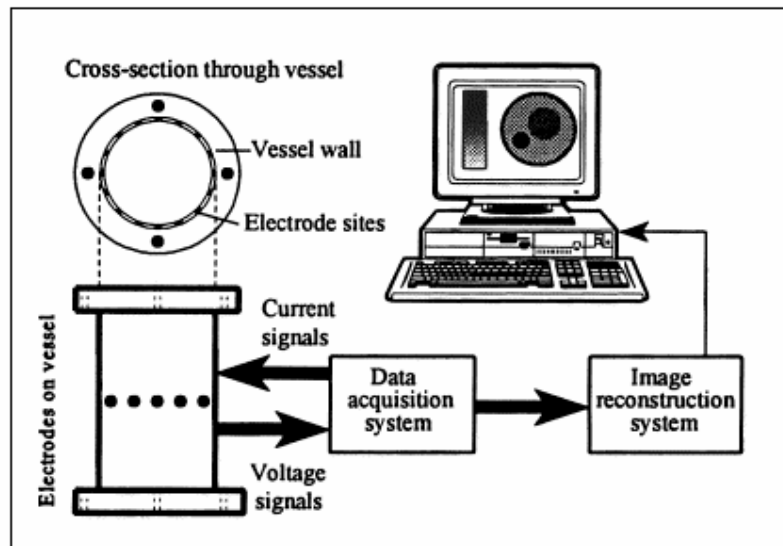 Cross-section through vessel
Vessel wall
Electrode sites
Electrodes on vessel
Current
signals
Data
acquisition
system
Image
reconstruction
system
Voltage
signals